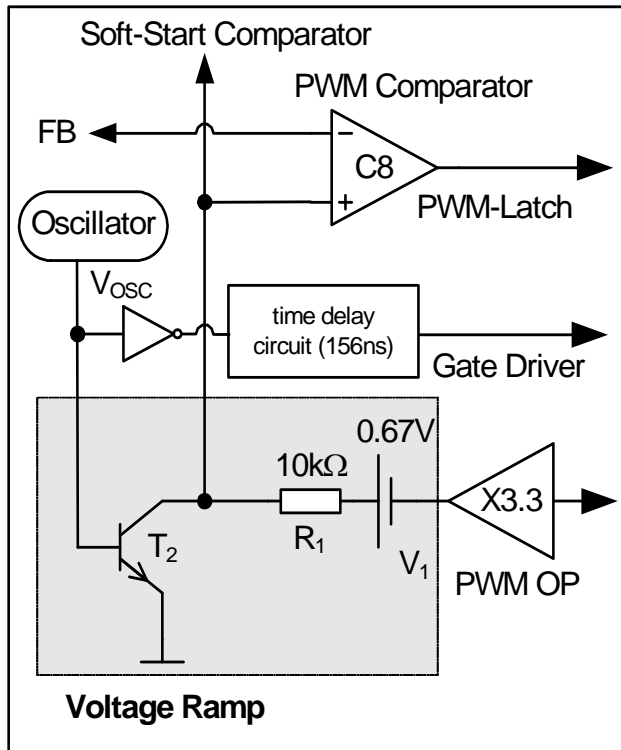 Soft-Start Comparator
PWM Comparator
FB
−
C8
+
PWM-Latch
Oscillator
VOSC
time delay
circuit (156ns)
Gate Driver
0.67V
10kΩ
X3.3
R1
T2
V1
PWM OP
Voltage Ramp